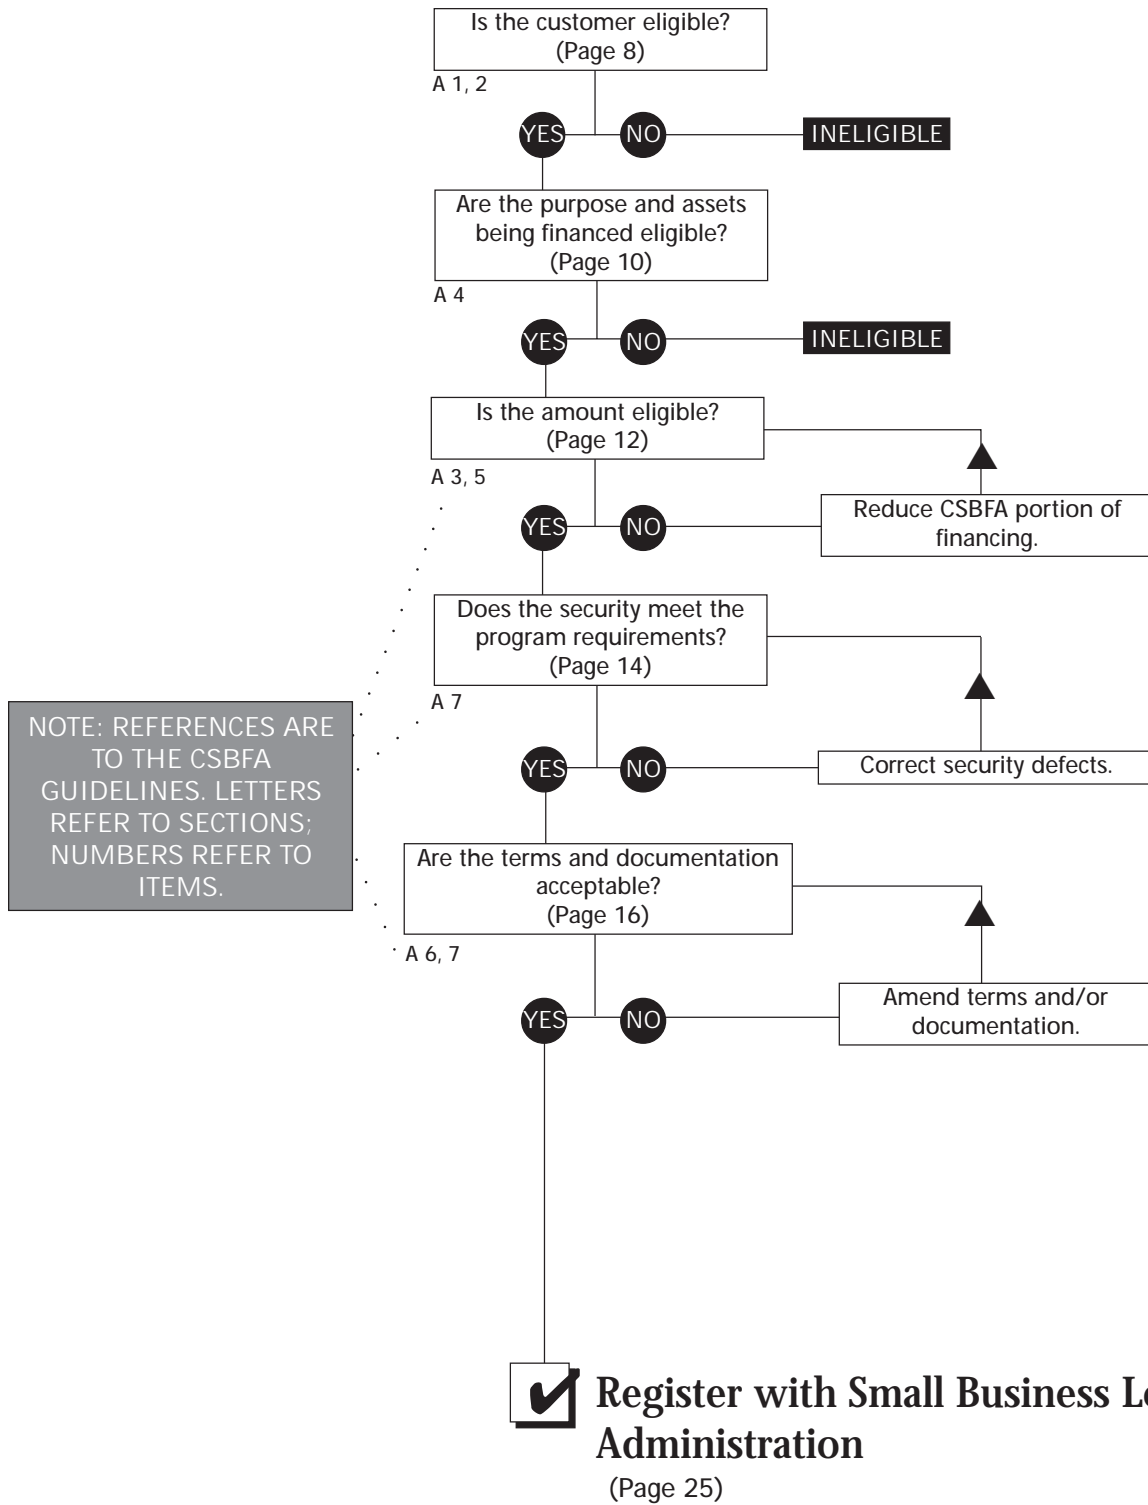 Is the customer eligible?
(Page 8)
A 1, 2
YES
NO
INELIGIBLE
Are the purpose and assets
being financed eligible?
(Page 10)
A 4
YES
NO
INELIGIBLE
Is the amount eligible?
(Page 12)
A 3, 5
YES
NO
Reduce CSBFA portion of
financing.
Does the security meet the
program requirements?
(Page 14)
A 7
YES
NO
Correct security defects.
NOTE: REFERENCES ARE
TO THE CSBFA
GUIDELINES. LETTERS
REFER TO SECTIONS;
NUMBERS REFER TO
ITEMS.
Are the terms and documentation
acceptable?
(Page 16)
A 6, 7
YES
NO
Amend terms and/or
documentation.
Register with Small Business
Administration
(Page 25)